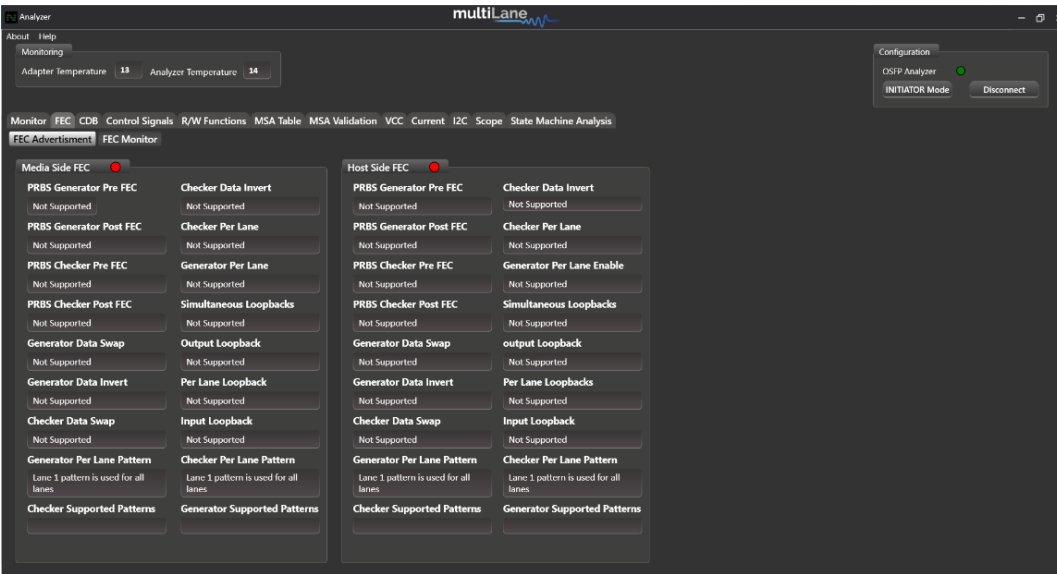 Analyzer
multiLane
About Help
Monitoring
Adapter Temperature 13 Analyzer Temperature 14
Configuration
OSFP Analyzer
INITIATOR Mode Disconnect
Monitor FEC CDB Control Signals R/W Functions MSA Table MSA Validation VCC Current I2C Scope State Machine Analysis
FEC Advertisment FEC Monitor
Media Side FEC
PRBS Generator Pre FEC Checker Data Invert
Not Supported Not Supported
PRBS Generator Post FEC Checker Per Lane
Not Supported Not Supported
PRBS Checker Pre FEC Generator Per Lane
Not Supported Not Supported
PRBS Checker Post FEC Simultaneous Loopbacks
Not Supported Not Supported
Generator Data Swap Output Loopback
Not Supported Not Supported
Generator Data Invert Per Lane Loopback
Not Supported Not Supported
Checker Data Swap Input Loopback
Not Supported Not Supported
Generator Per Lane Pattern Checker Per Lane Pattern
Lane 1 pattern is used for all Lane 1 pattern is used for all
lanes lanes
Checker Supported Patterns Generator Supported Patterns
Host Side FEC
PRBS Generator Pre FEC Checker Data Invert
Not Supported Not Supported
PRBS Generator Post FEC Checker Per Lane
Not Supported Not Supported
PRBS Checker Pre FEC Generator Per Lane Enable
Not Supported Not Supported
PRBS Checker Post FEC Simultaneous Loopbacks
Not Supported Not Supported
Generator Data Swap output Loopback
Not Supported Not Supported
Generator Data Invert Per Lane Loopbacks
Not Supported Not Supported
Checker Data Swap Input Loopback
Not Supported Not Supported
Generator Per Lane Pattern Checker Per Lane Pattern
Lane 1 pattern is used for all Lane 1 pattern is used for all
lanes lanes
Checker Supported Patterns Generator Supported Patterns